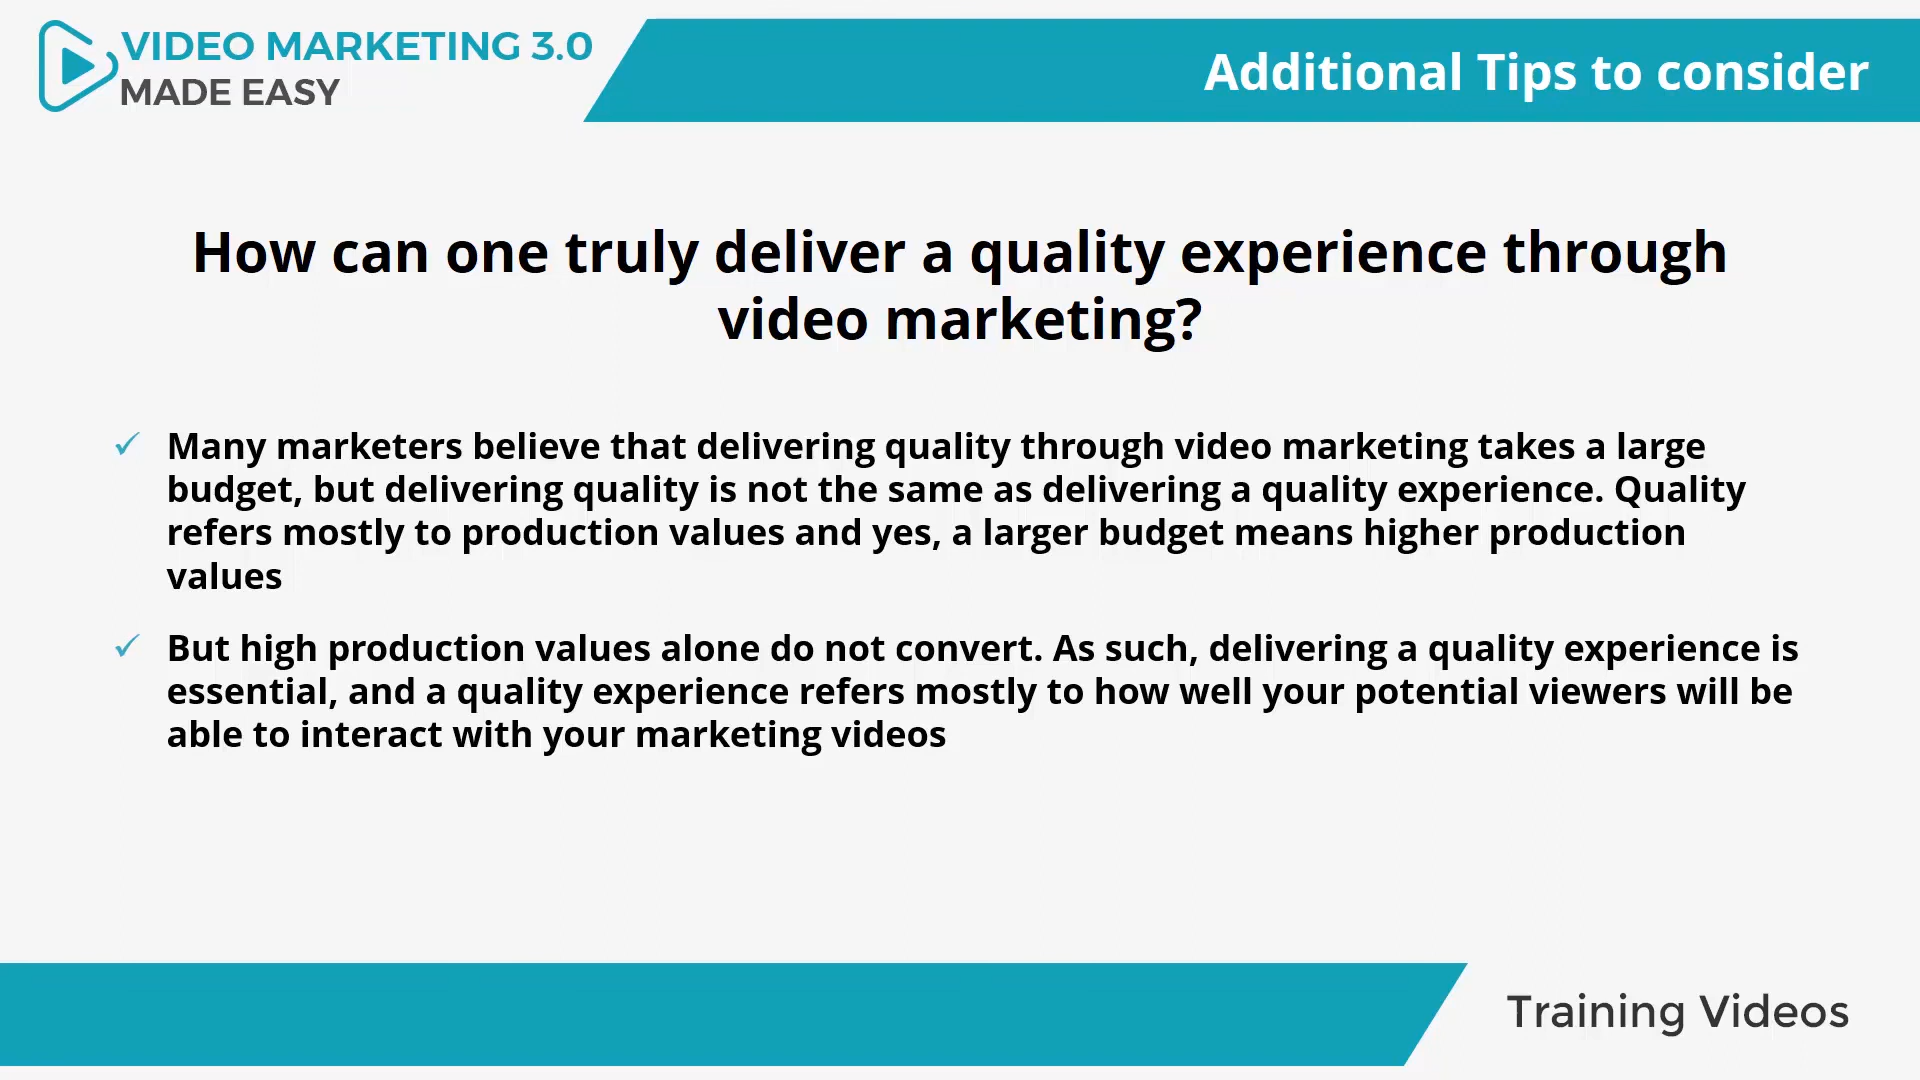 VIDEO MARKETING 3.0
MADE EASY
Additional Tips to consider
How can one truly deliver a quality experience through
video marketing?
Many marketers believe that delivering quality through video marketing takes a large
budget, but delivering quality is not the same as delivering a quality experience. Quality
refers mostly to production values and yes, a larger budget means higher production
values
But high production values alone do not convert. As such, delivering a quality experience is
essential, and a quality experience refers mostly to how well your potential viewers will be
able to interact with your marketing videos
Training Videos